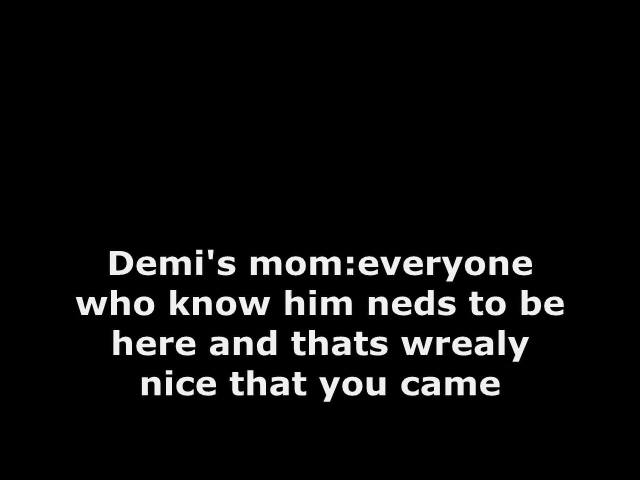 Demi's mom:everyone
who know him neds to be
here and thats wrealy
nice that you came